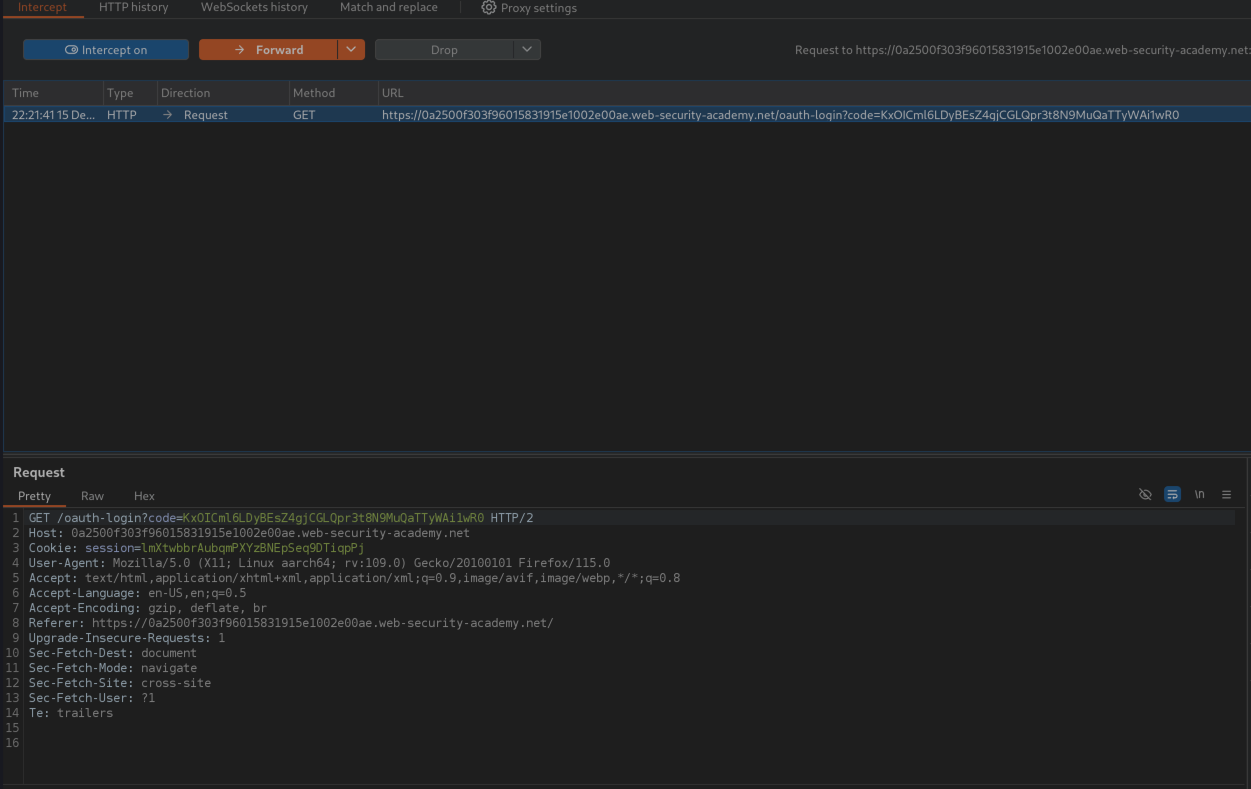 Intercept HTTP history WebSockets history Match and replace Proxy settings
Intercept on Forward Drop Request to https://0a2500f303f96015831915e1002e00ae.web-security-academy.net:
Time Type Direction Method URL
22:21:41 15 De... HTTP → Request GET https://0a2500f303f96015831915e1002e00ae.web-security-academy.net/oauth-login?code=KxOICml6LDyBEsZ4gjCGLQpr3t8N9MuQaTTyWAi1wR0
Request
Pretty Raw Hex \n
1 GET /oauth-login?code=KxOICml6LDyBEsZ4gjCGLQpr3t8N9MuQaTTyWAi1wR0 HTTP/2
2 Host: 0a2500f303f96015831915e1002e00ae.web-security-academy.net
3 Cookie: session=lmXtwbbrAubqmPXYzBNEpSeq9DTiqpPj
4 User-Agent: Mozilla/5.0 (X11; Linux aarch64; rv:109.0) Gecko/20100101 Firefox/115.0
5 Accept: text/html,application/xhtml+xml,application/xml;q=0.9,image/avif,image/webp,*/*;q=0.8
6 Accept-Language: en-US,en;q=0.5
7 Accept-Encoding: gzip, deflate, br
8 Referer: https://0a2500f303f96015831915e1002e00ae.web-security-academy.net/
9 Upgrade-Insecure-Requests: 1
10 Sec-Fetch-Dest: document
11 Sec-Fetch-Mode: navigate
12 Sec-Fetch-Site: cross-site
13 Sec-Fetch-User: ?1
14 Te: trailers
15
16